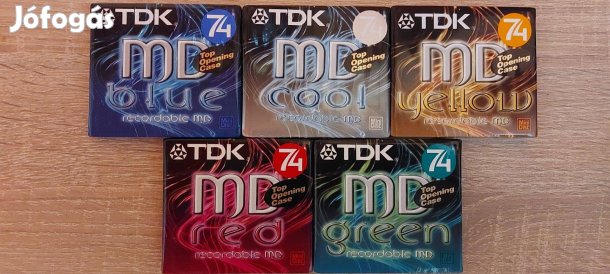 Jófogás
TDK 74
MD
Top
Opening
Case
blue
recordable MD
TDK
MD
Top
Opening
Case
cool
recordable MD
TDK 74
MD
Top
Opening
Case
yellow
recordable MD
TDK 74
MD
Top
Opening
Case
red
recordable MD
TDK 74
MD
Top
Opening
Case
green
recordable MD